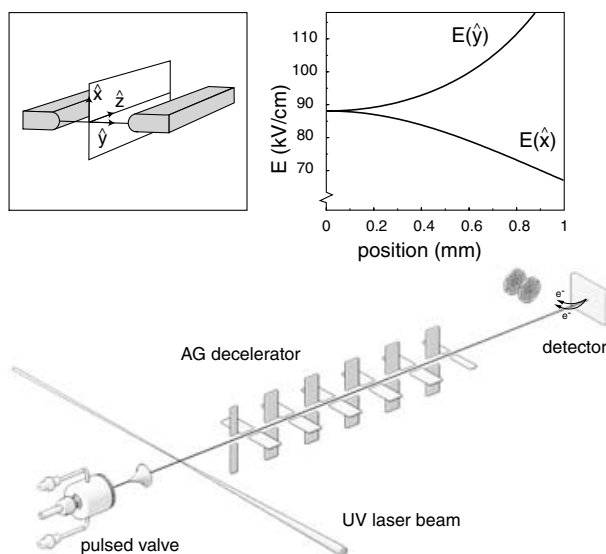 x̂
ẑ
ŷ
E (kV/cm)
110
100
90
80
70
E(ŷ)
E(x̂)
0 0.2 0.4 0.6 0.8 1
position (mm)
e-
e-
detector
AG decelerator
UV laser beam
pulsed valve